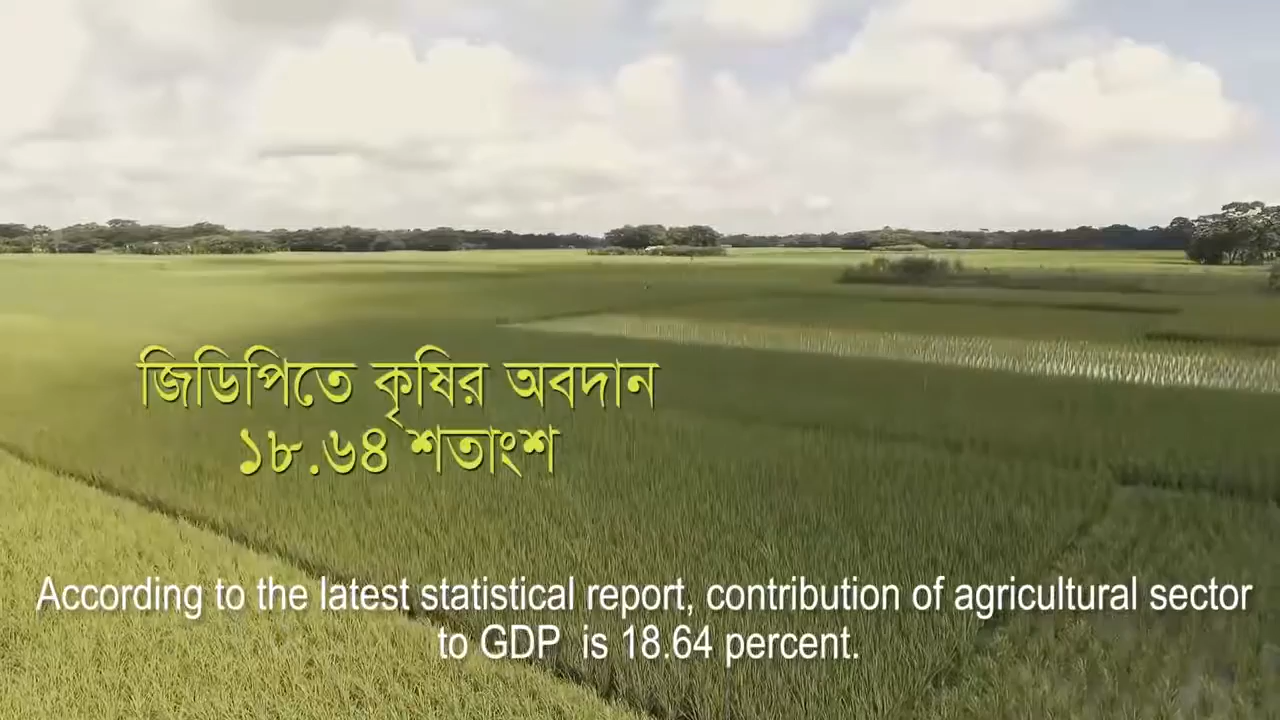 জিডিপিতে কৃষির অবদান
১৮.৬৪ শতাংশ
According to the latest statistical report, contribution of agricultural sector
to GDP is 18.64 percent.